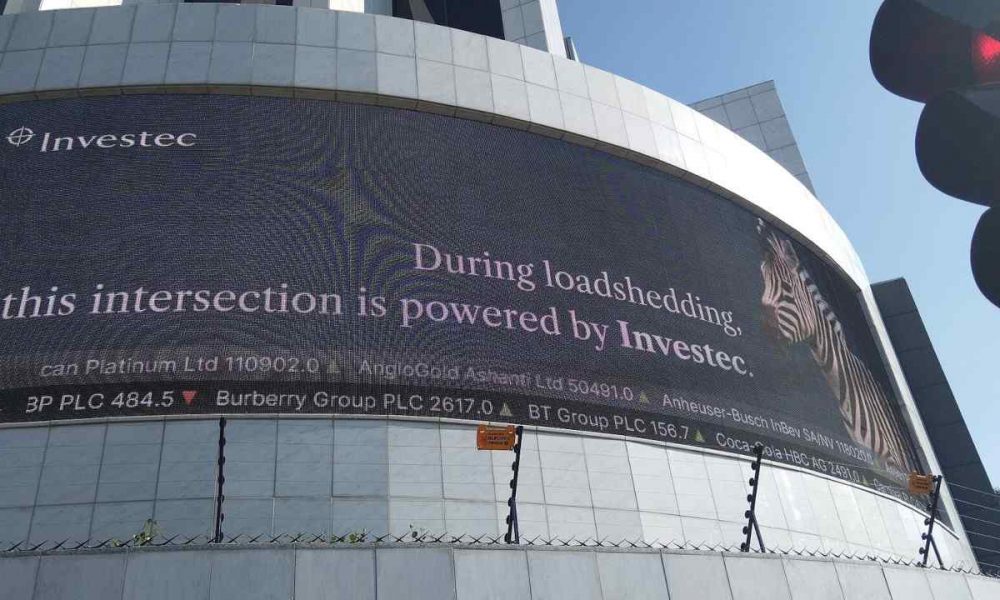 Investec
During loadshedding,
this intersection is powered by Investec.
can Platinum Ltd 110902.0 ▲ AngloGold Ashanti Ltd 50491.0 ▲ Anheuser-Busch InBev SA/NV
BP PLC 484.5 ▼ Burberry Group PLC 2617.0 ▲ BT Group PLC 156.7 ▲ Coca-Cola HBC AG 2491.0 ▲